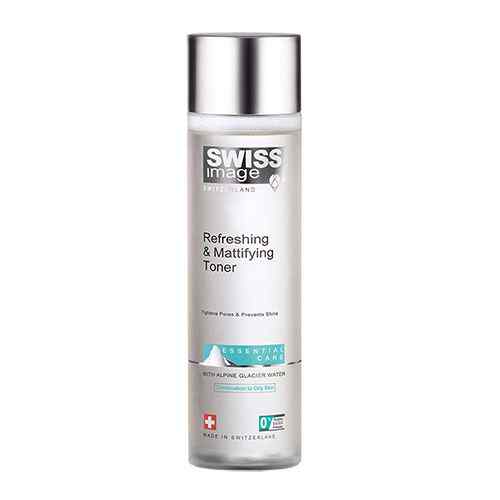 SWISS
image
SWITZERLAND
Refreshing
& Mattifying
Toner
Tightens Pores & Prevents Shine
ESSENTIAL
CARE
WITH ALPINE GLACIER WATER
Combination to Oily Skin
0%
MADE IN SWITZERLAND